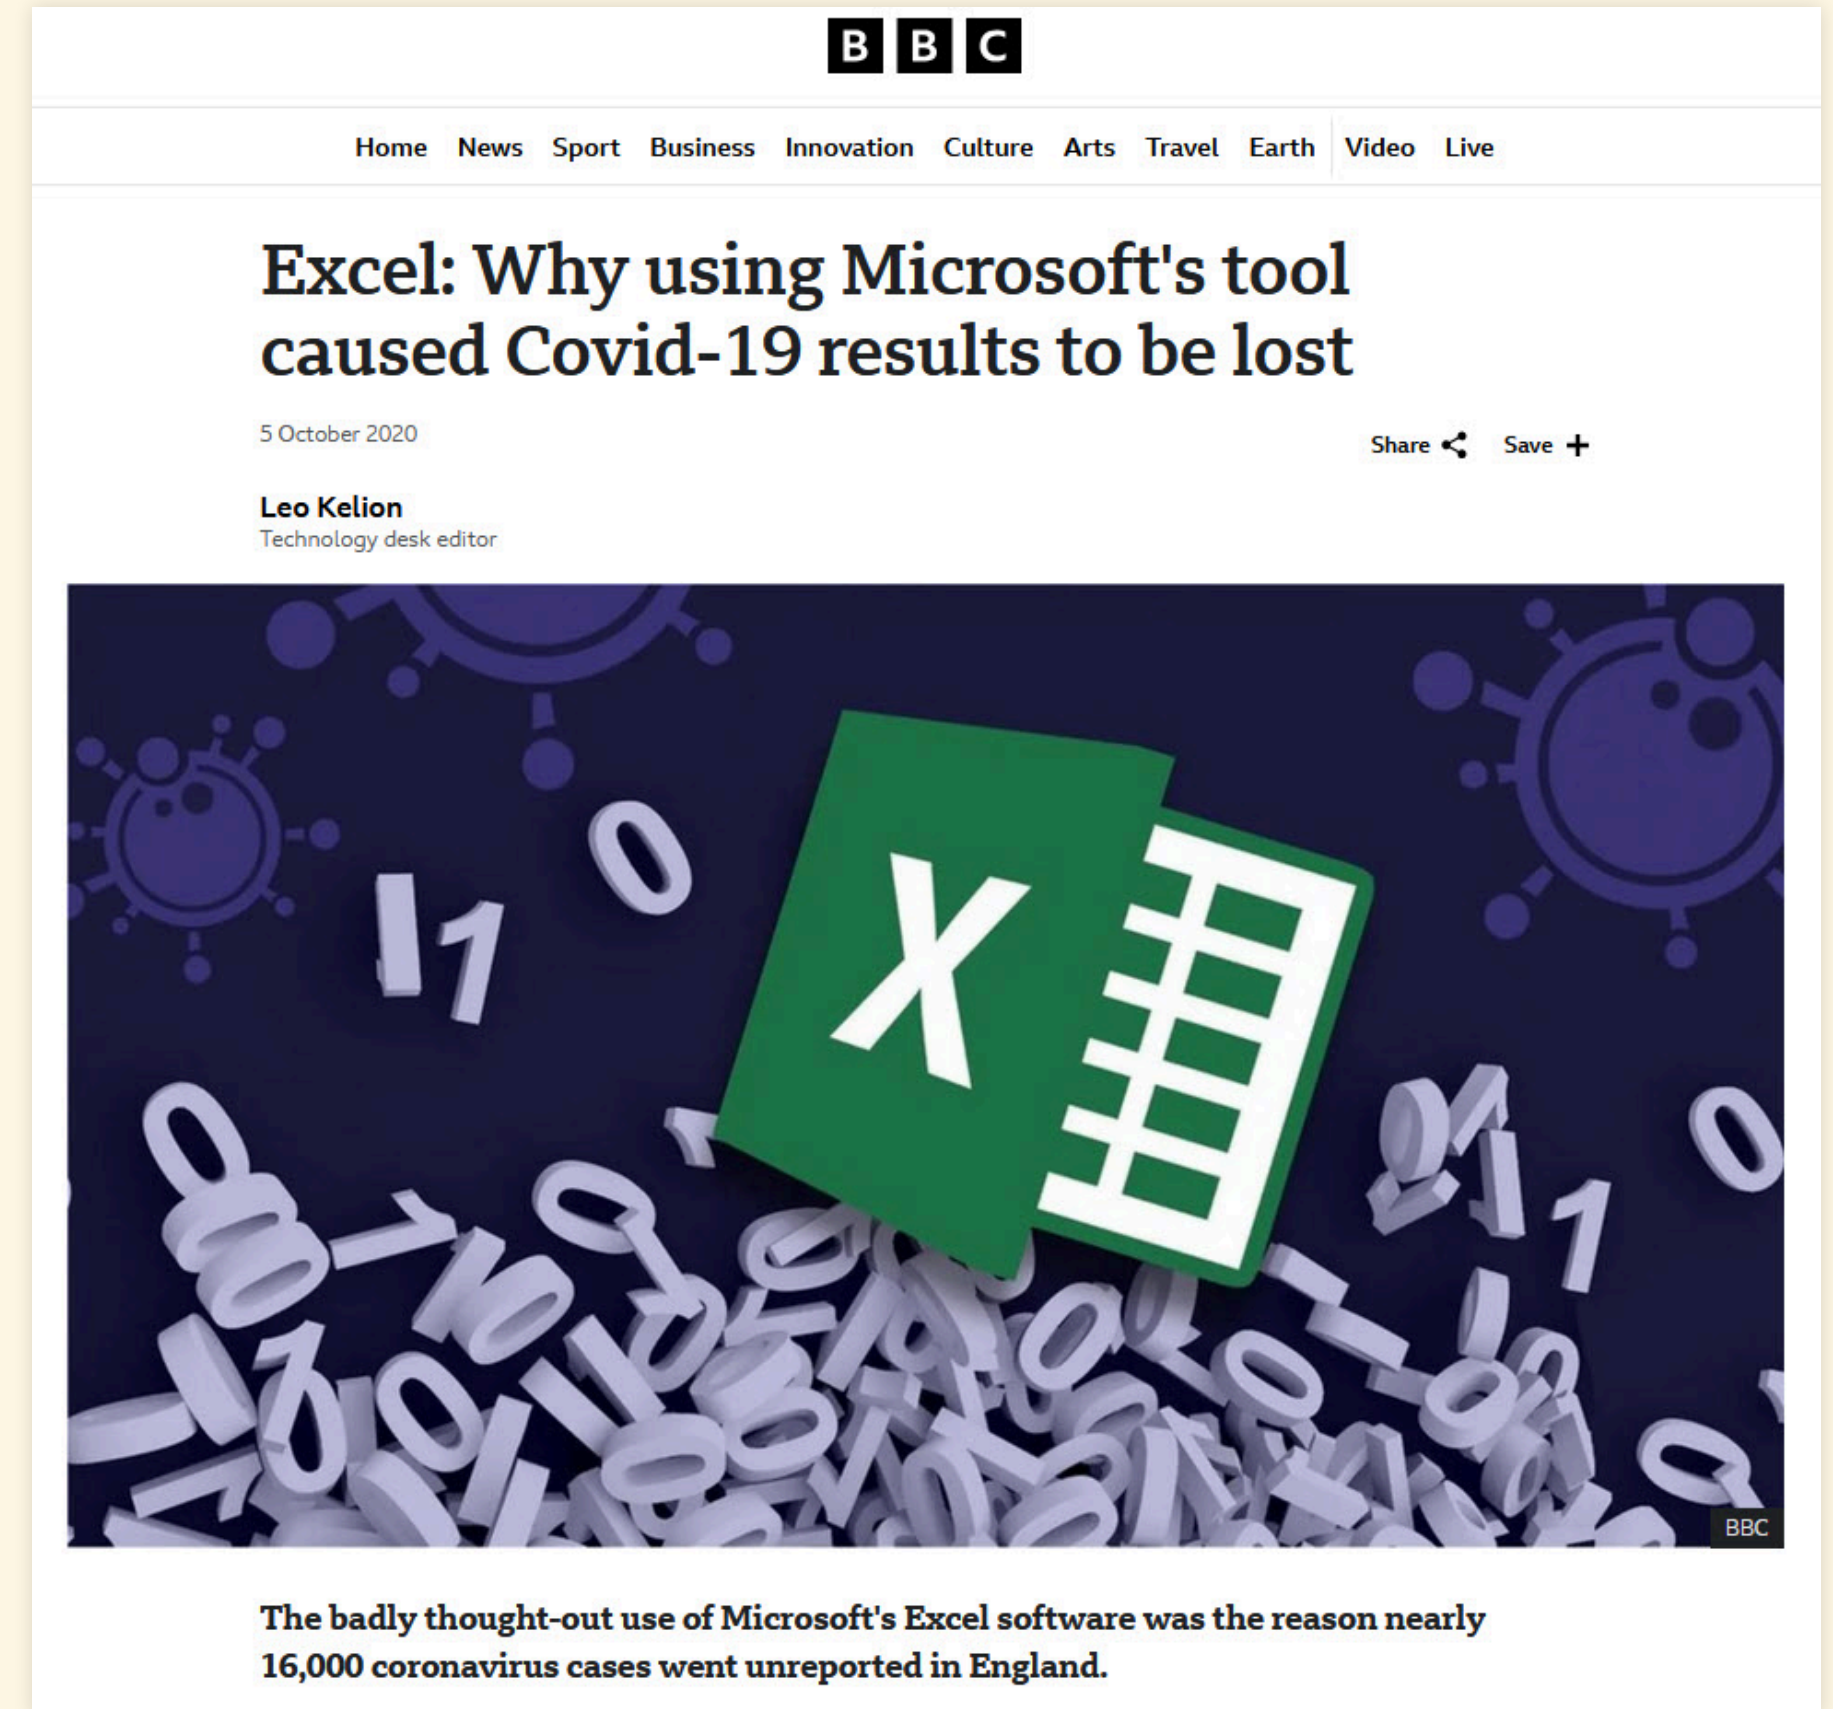 BBC
Home News Sport Business Innovation Culture Arts Travel Earth Video Live
Excel: Why using Microsoft's tool
caused Covid-19 results to be lost
5 October 2020
Share Save
Leo Kelion
Technology desk editor
X
BBC
The badly thought-out use of Microsoft's Excel software was the reason nearly
16,000 coronavirus cases went unreported in England.